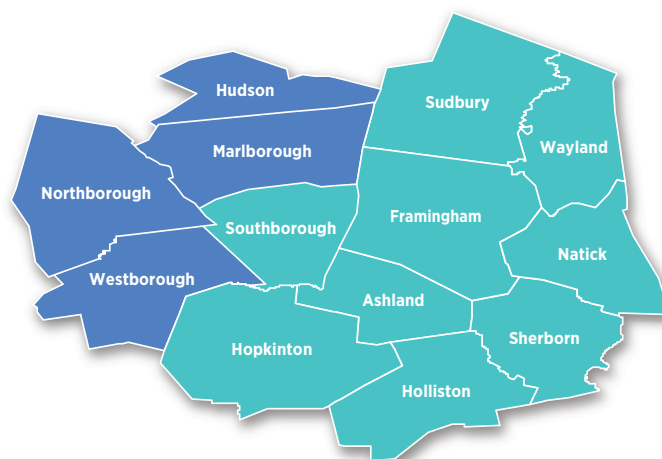 Hudson
Sudbury
Marlborough
Wayland
Northborough
Framingham
Southborough
Natick
Westborough
Ashland
Sherborn
Hopkinton
Holliston